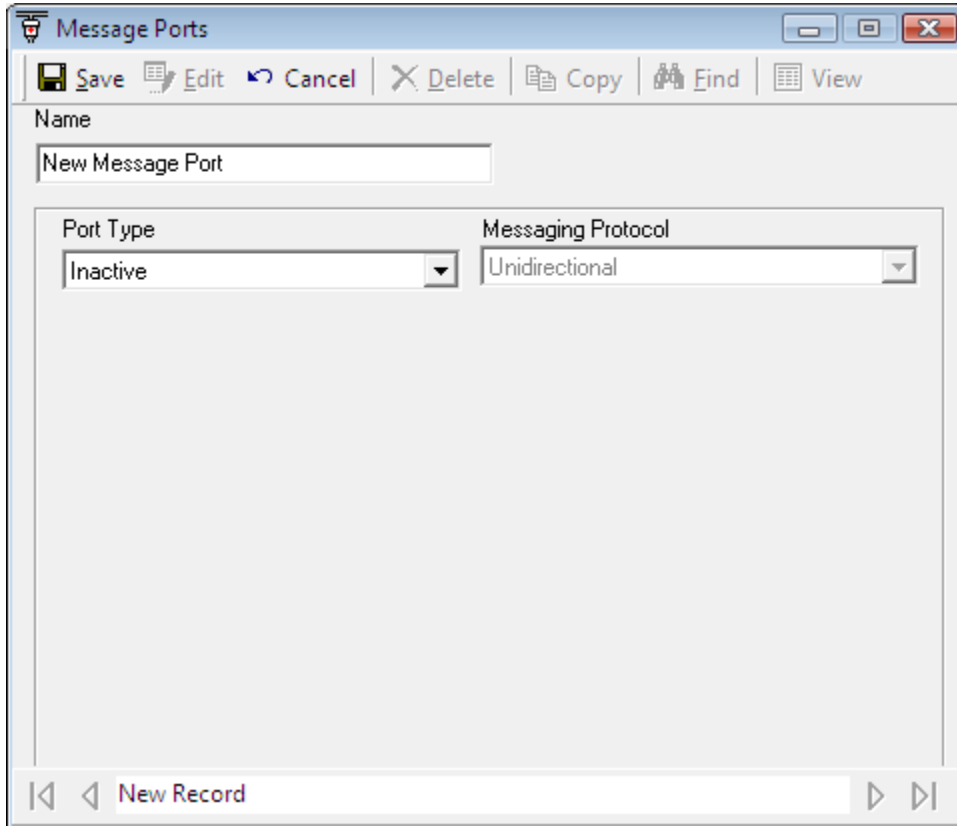 Message Ports
Save Edit Cancel Delete Copy Find View
Name
New Message Port
Port Type Messaging Protocol
Inactive Unidirectional
New Record